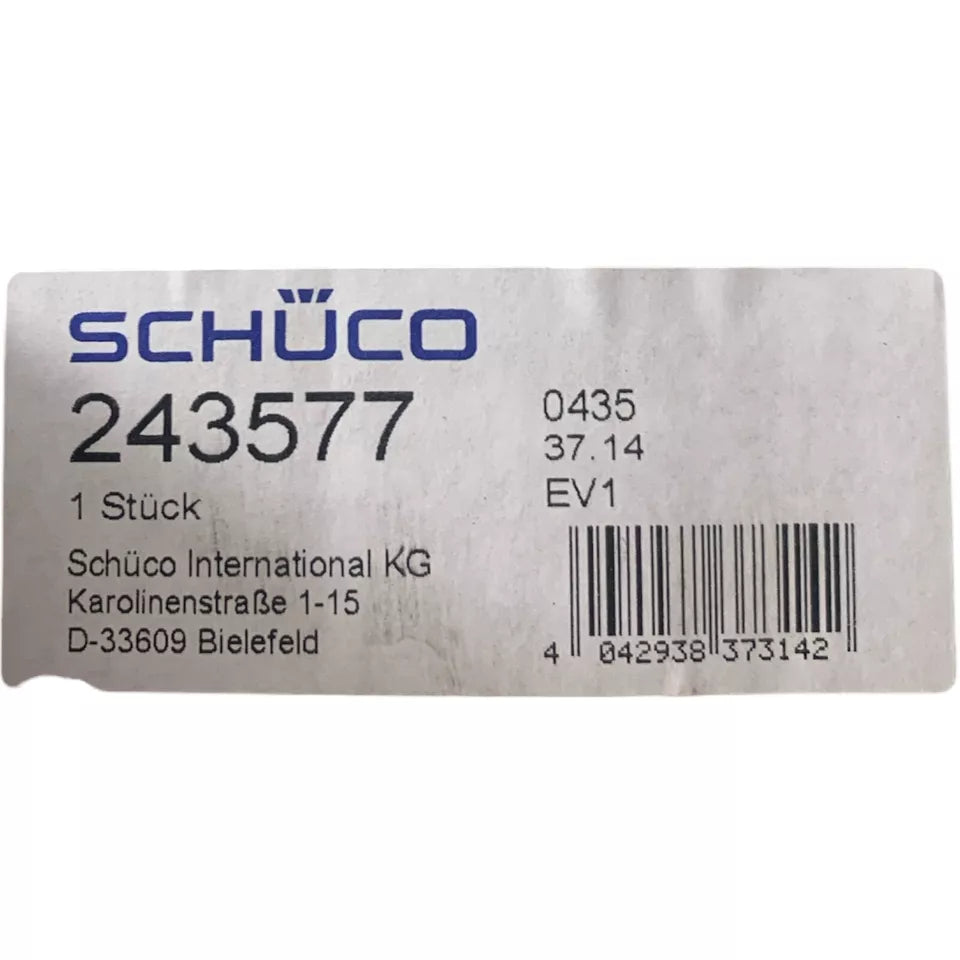 SCHÜCO
243577
1 Stück
Schüco International KG
Karolinenstraße 1-15
D-33609 Bielefeld
0435
37.14
EV1
4 042938 373142